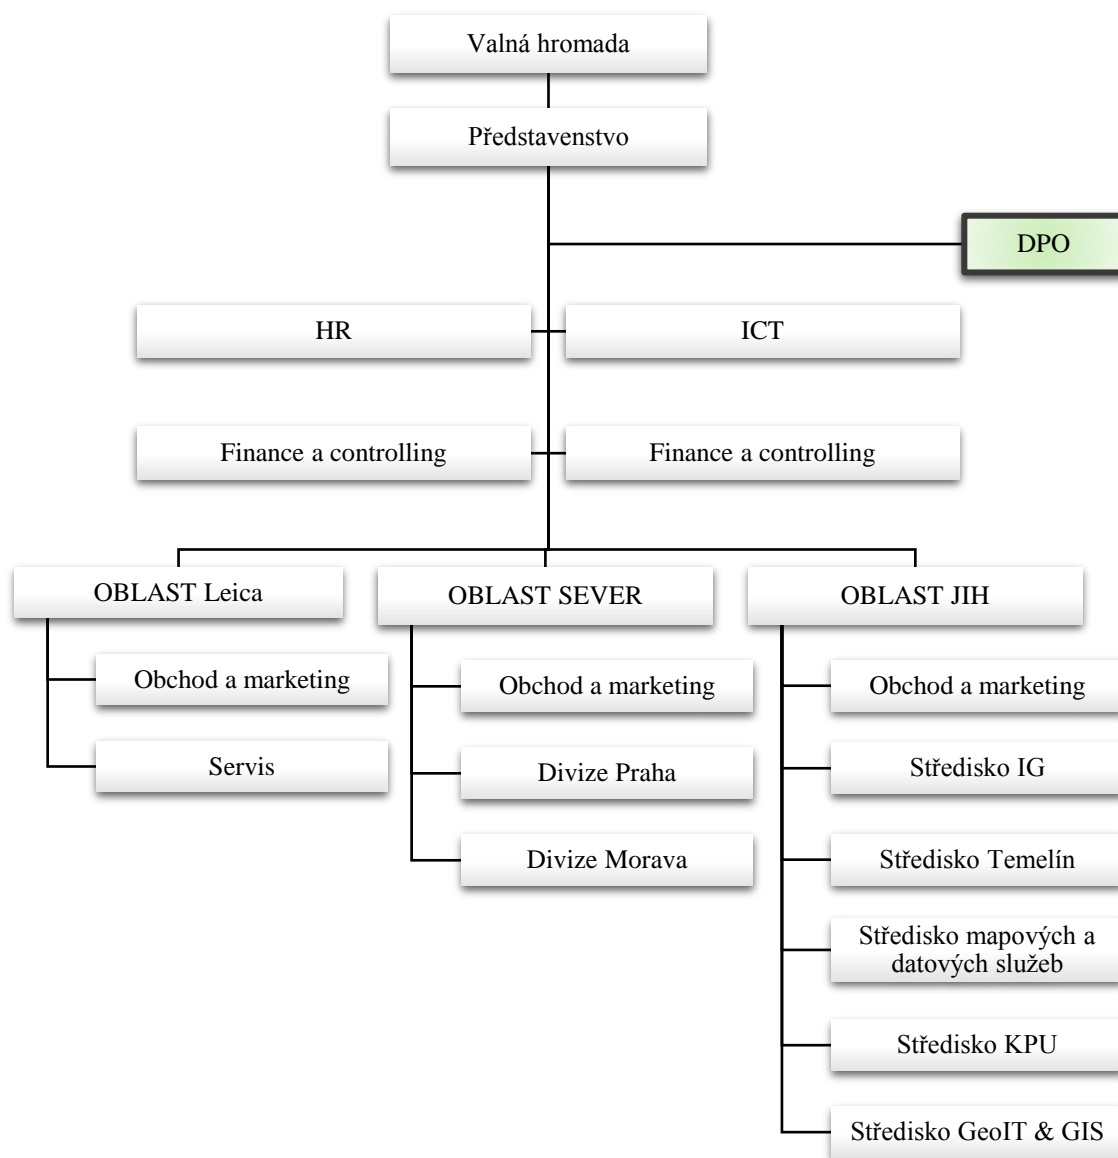 Valná hromada
Představenstvo
DPO
HR
ICT
Finance a controlling
Finance a controlling
OBLAST Leica
OBLAST SEVER
OBLAST JIH
Obchod a marketing
Servis
Obchod a marketing
Divize Praha
Divize Morava
Obchod a marketing
Středisko IG
Středisko Temelín
Středisko mapových a
datových služeb
Středisko KPU
Středisko GeoIT & GIS